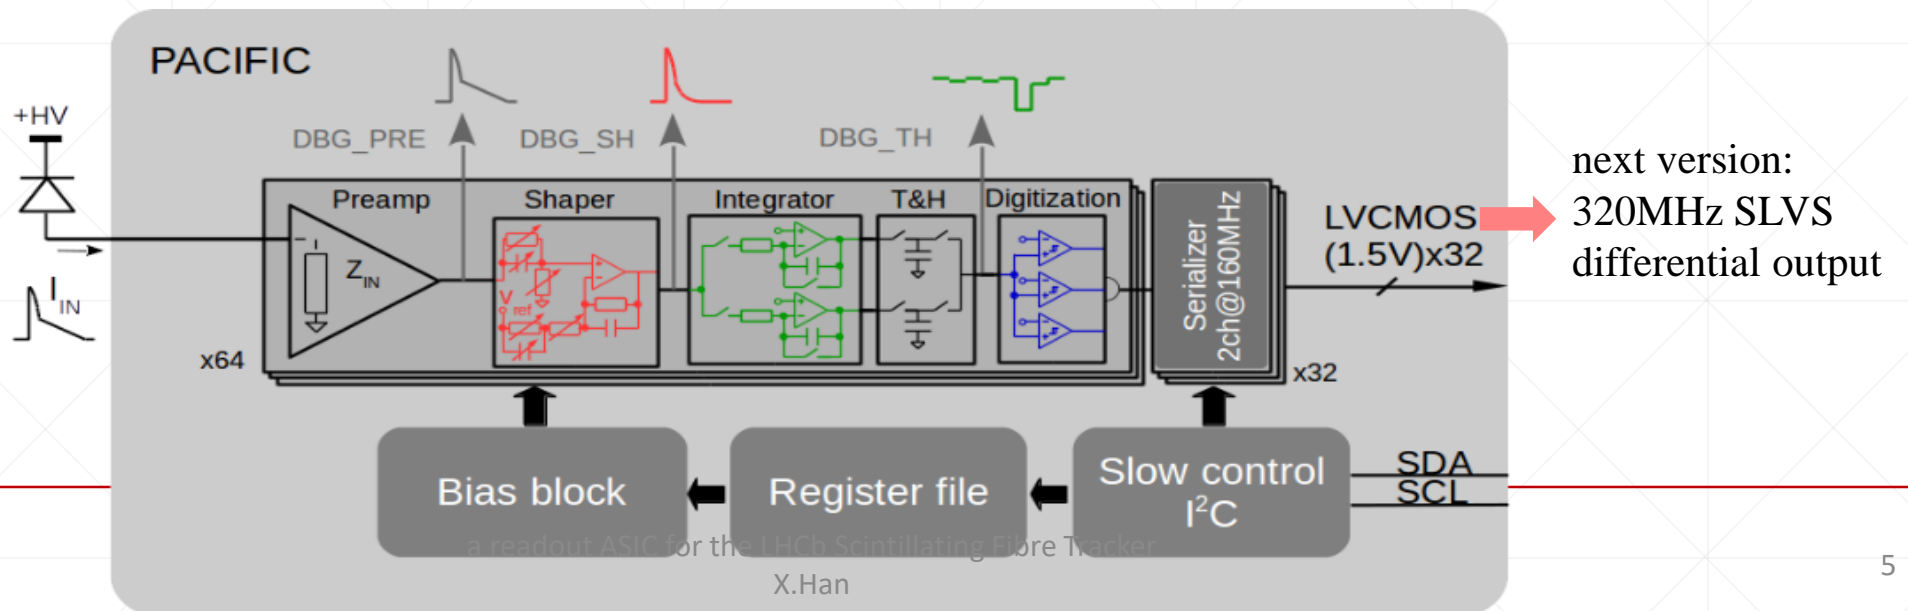 PACIFIC
+HV
DBG_PRE
DBG_SH
DBG_TH
Preamp
Shaper
Integrator
T&H
Digitization
Z_IN
V
ref
I_IN
x64
Serializer
2ch@160MHz
x32
LVCMOS
(1.5V)x32
next version:
320MHz SLVS
differential output
Bias block
Register file
Slow control
I²C
SDA
SCL
a readout ASIC for the LHCb Scintillating Fibre Tracker
X.Han
5